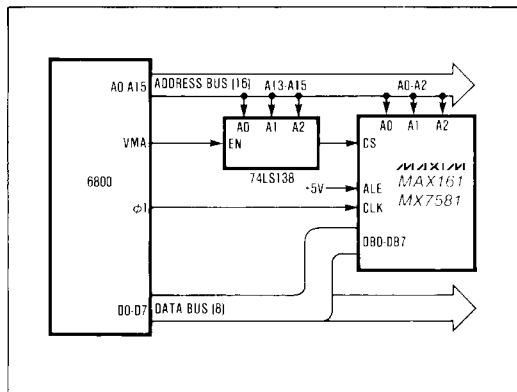 A0-A15
ADDRESS BUS (16)
A13-A15
A0-A2
A0 A1 A2
A0 A1 A2
VMA
EN
CS
74LS138
6800
MAXIM
MAX161
MX7581
+5V
ALE
φ1
CLK
DB0-DB7
D0-D7
DATA BUS (8)